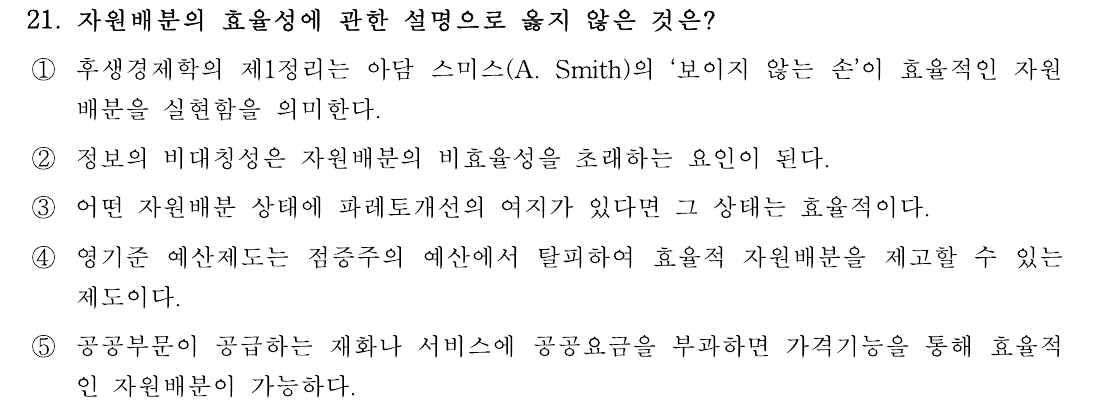 21. 자원배분의 효율성에 관한 설명으로 옳지 않은 것은?
① 후생경제학의 제1정리는 아담 스미스(A. Smith)의 ‘보이지 않는 손’이 효율적인 자원
배분을 실현함을 의미한다.
② 정보의 비대칭성은 자원배분의 비효율성을 초래하는 요인이 된다.
③ 어떤 자원배분 상태에 파레토개선의 여지가 있다면 그 상태는 효율적이다.
④ 영기준 예산제도는 점증주의 예산에서 탈피하여 효율적 자원배분을 제고할 수 있는
제도이다.
⑤ 공공부문이 공급하는 재화나 서비스에 공공요금을 부과하면 가격기능을 통해 효율적
인 자원배분이 가능하다.